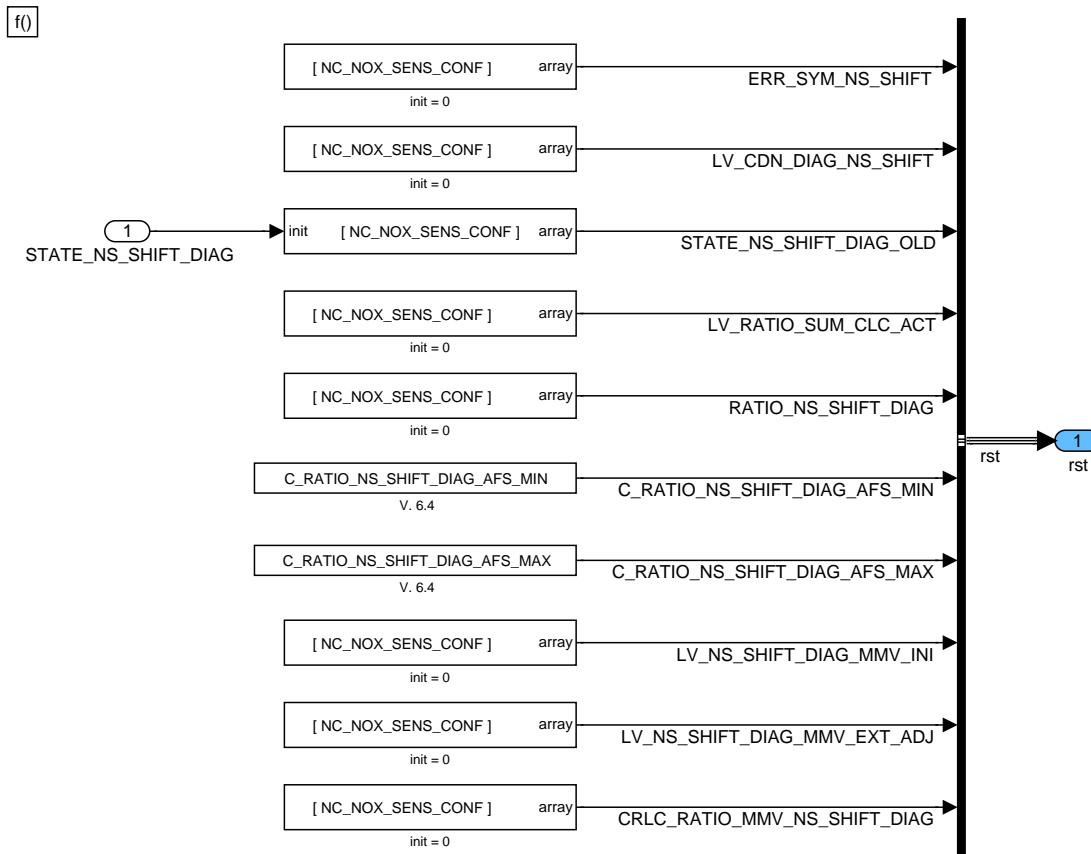 f()
[ NC_NOX_SENS_CONF ] array
init = 0
ERR_SYM_NS_SHIFT
[ NC_NOX_SENS_CONF ] array
init = 0
LV_CDN_DIAG_NS_SHIFT
1
STATE_NS_SHIFT_DIAG
init [ NC_NOX_SENS_CONF ] array
STATE_NS_SHIFT_DIAG_OLD
[ NC_NOX_SENS_CONF ] array
init = 0
LV_RATIO_SUM_CLC_ACT
[ NC_NOX_SENS_CONF ] array
init = 0
RATIO_NS_SHIFT_DIAG
rst
1
rst
C_RATIO_NS_SHIFT_DIAG_AFS_MIN
V. 6.4
C_RATIO_NS_SHIFT_DIAG_AFS_MIN
C_RATIO_NS_SHIFT_DIAG_AFS_MAX
V. 6.4
C_RATIO_NS_SHIFT_DIAG_AFS_MAX
[ NC_NOX_SENS_CONF ] array
init = 0
LV_NS_SHIFT_DIAG_MMV_INI
[ NC_NOX_SENS_CONF ] array
init = 0
LV_NS_SHIFT_DIAG_MMV_EXT_ADJ
[ NC_NOX_SENS_CONF ] array
init = 0
CRLC_RATIO_MMV_NS_SHIFT_DIAG